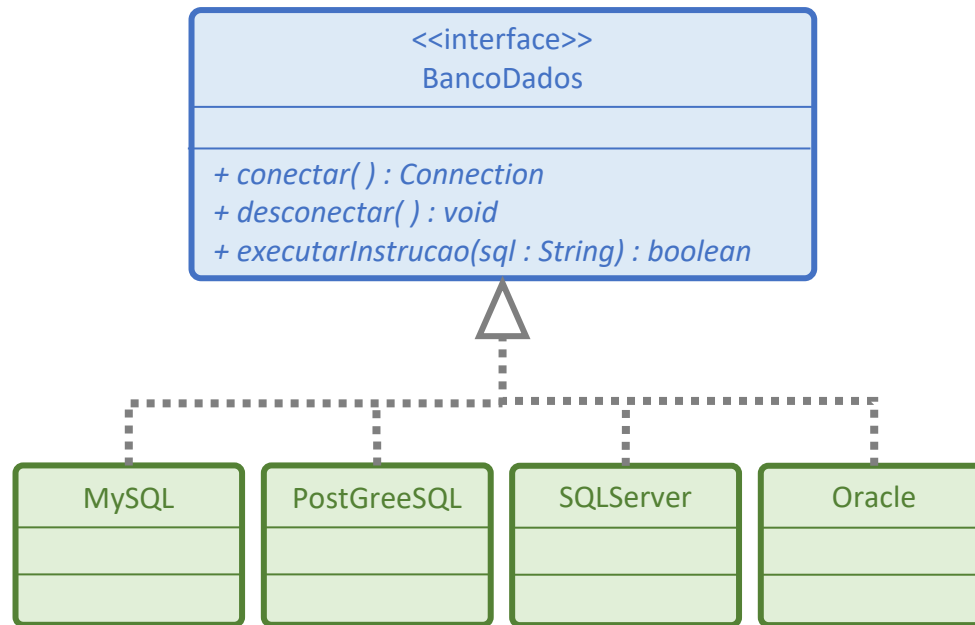 <<interface>>
BancoDados
+ conectar( ) : Connection
+ desconectar( ) : void
+ executarInstrucao(sql : String) : boolean
MySQL
PostGreeSQL
SQLServer
Oracle